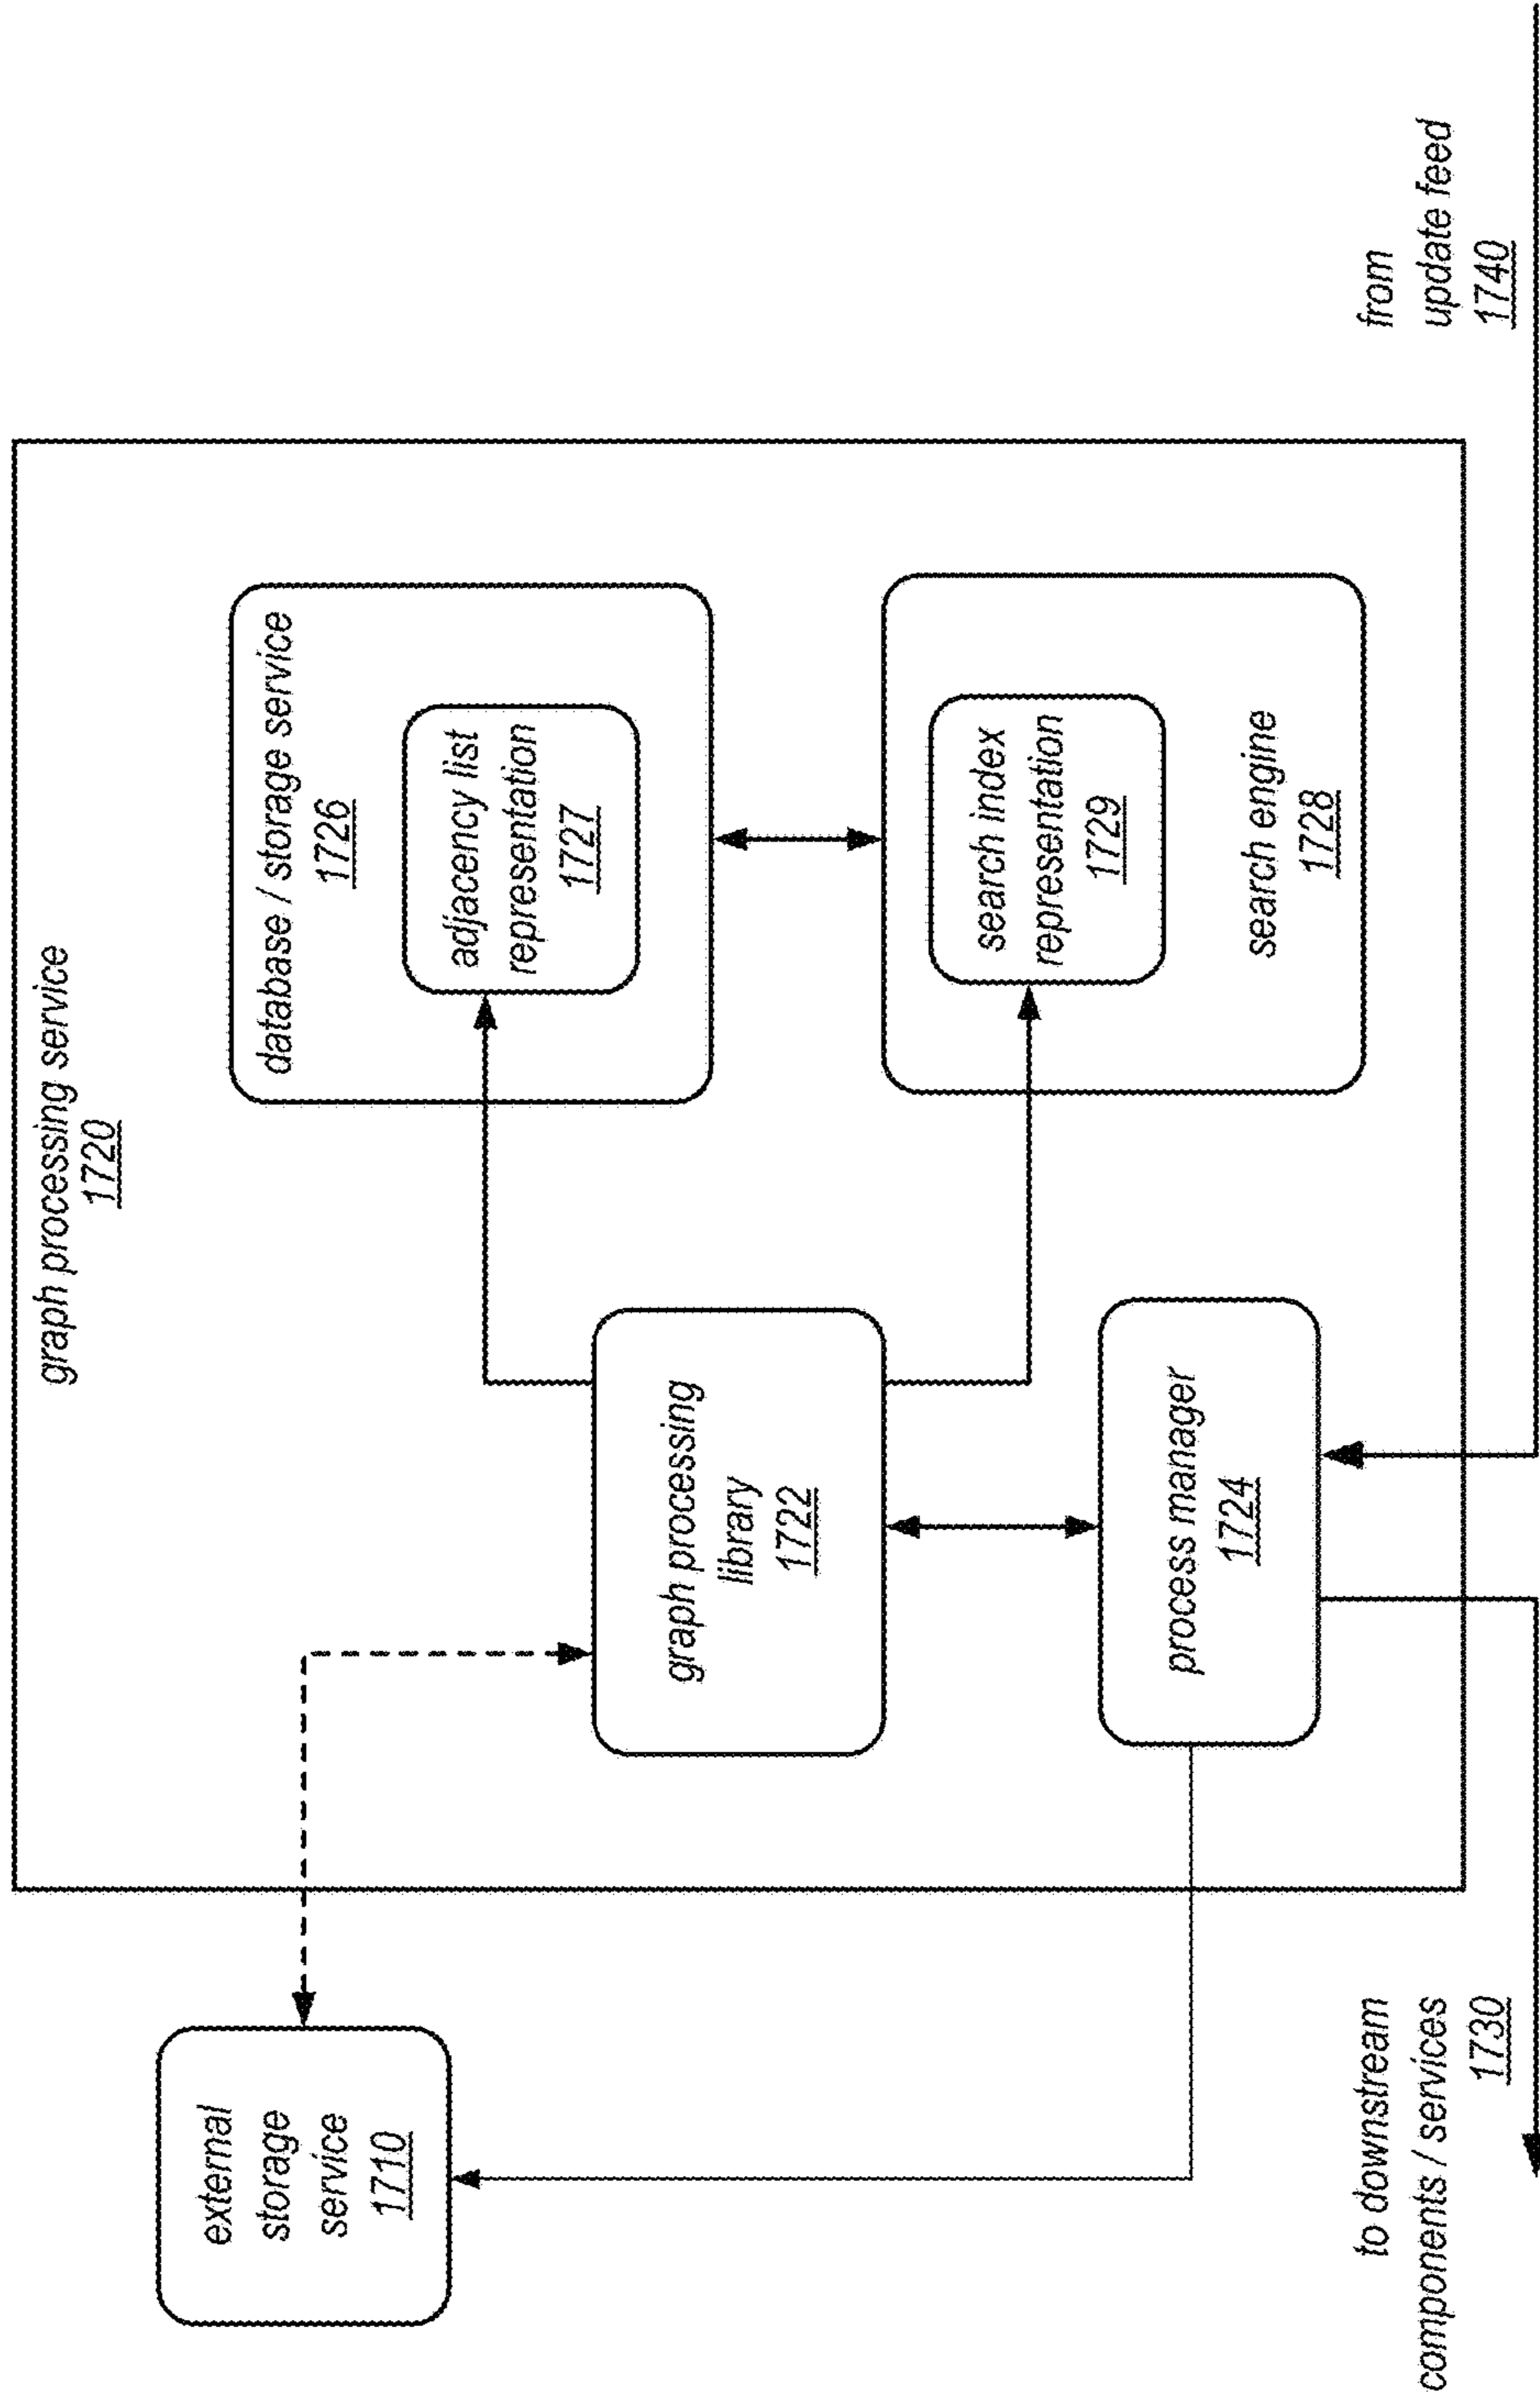 graph processing service
1720
external
storage
service
1710
database / storage service
1726
adjacency list
representation
1727
graph processing
library
1722
search index
representation
1729
search engine
1728
process manager
1724
to downstream
components / services
1730
from
update feed
1740